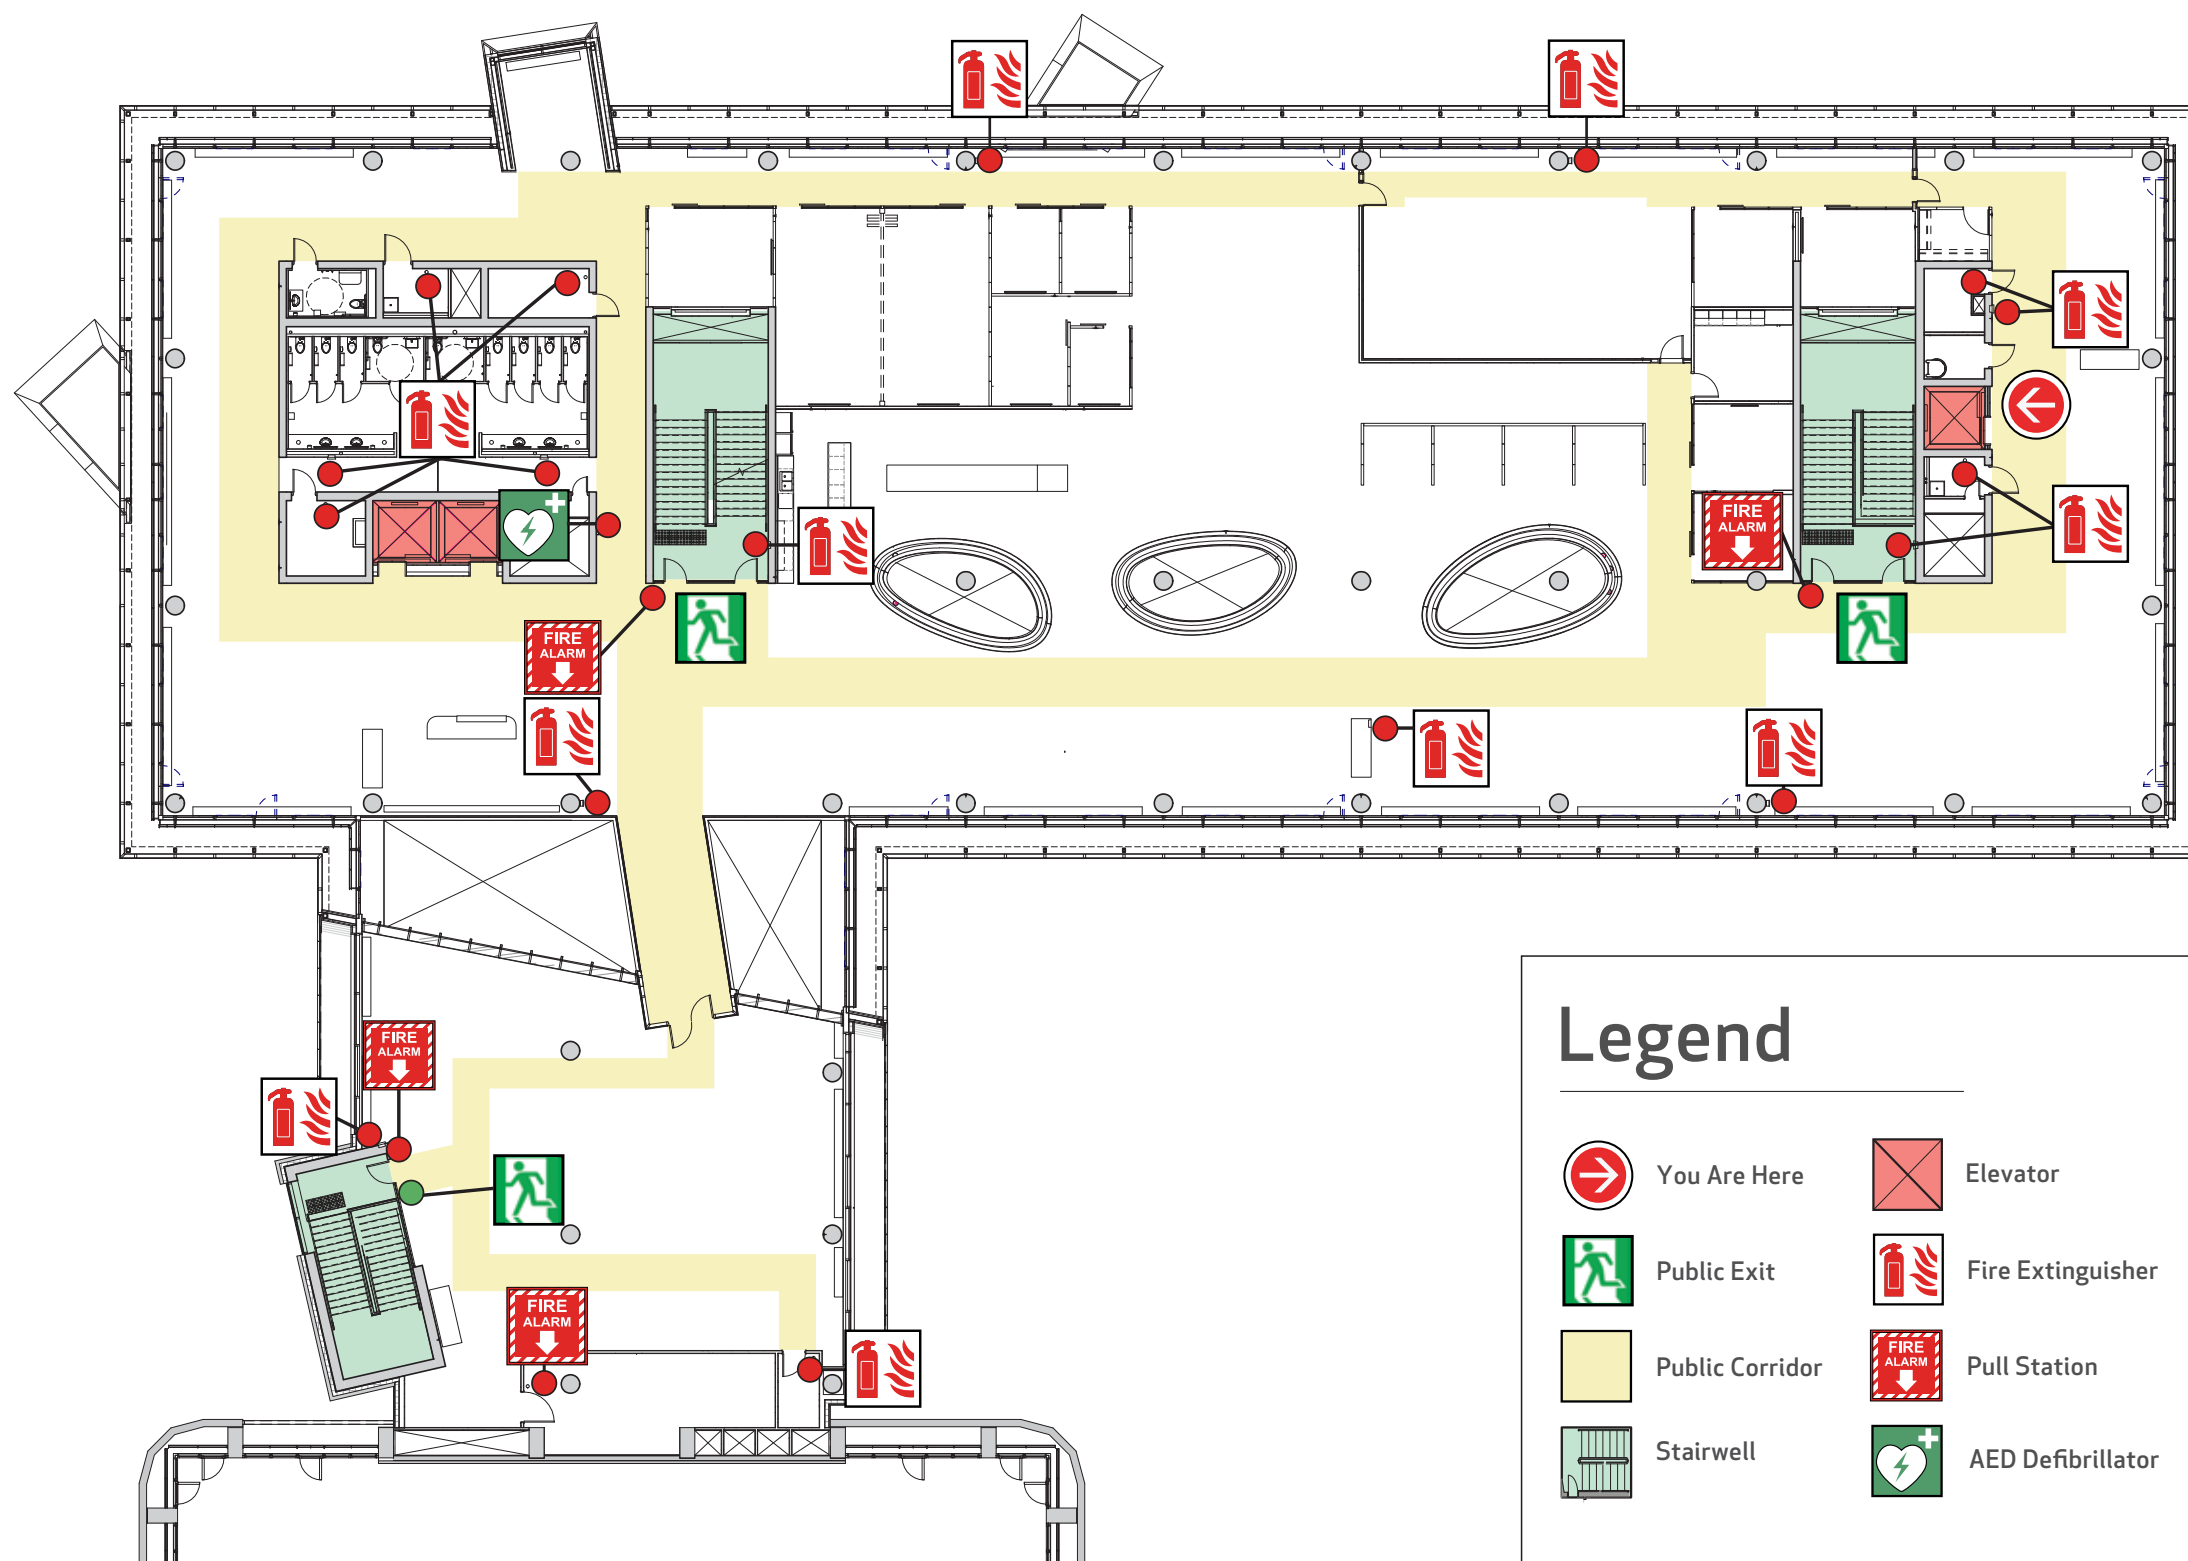 FIRE
ALARM
FIRE
ALARM
FIRE
ALARM
FIRE
ALARM
Legend
You Are Here
Elevator
Public Exit
Fire Extinguisher
Public Corridor
FIRE
ALARM
Pull Station
Stairwell
AED Defibrillator